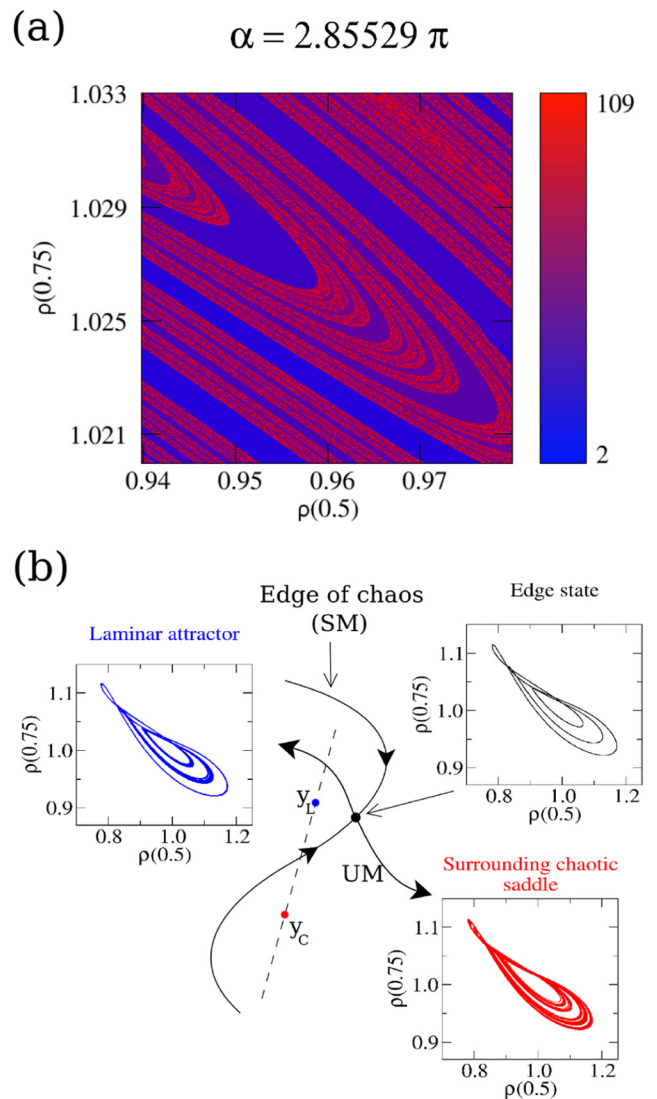 (a)
α = 2.85529 π
1.033
1.029
1.025
1.021
ρ(0.75)
0.94 0.95 0.96 0.97
ρ(0.5)
109
2
(b)
Edge of chaos
(SM)
Edge state
Laminar attractor
1.1
1.0
0.9
ρ(0.75)
0.8 1.0 1.2
ρ(0.5)
1.1
1.0
0.9
ρ(0.75)
0.8 1.0 1.2
ρ(0.5)
y_L
UM
y_C
Surrounding chaotic
saddle
1.1
1.0
0.9
ρ(0.75)
0.8 1.0 1.2
ρ(0.5)